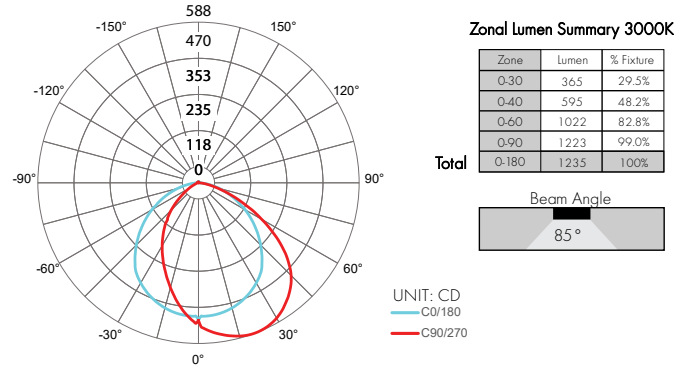 588
470
353
235
118
0
-150°
150°
-120°
120°
-90°
90°
-60°
60°
-30°
30°
0°
UNIT: CD
C0/180
C90/270
Zonal Lumen Summary 3000K
Zone Lumen % Fixture
0-30 365 29.5%
0-40 595 48.2%
0-60 1022 82.8%
0-90 1223 99.0%
Total 0-180 1235 100%
Beam Angle
85°